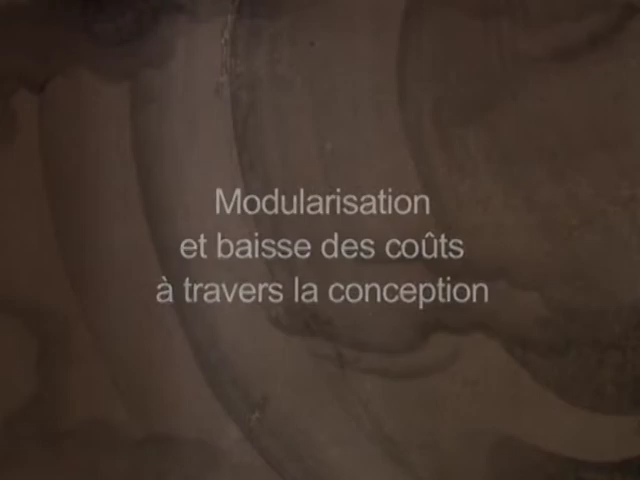 Modularisation
et baisse des coûts
à travers la conception